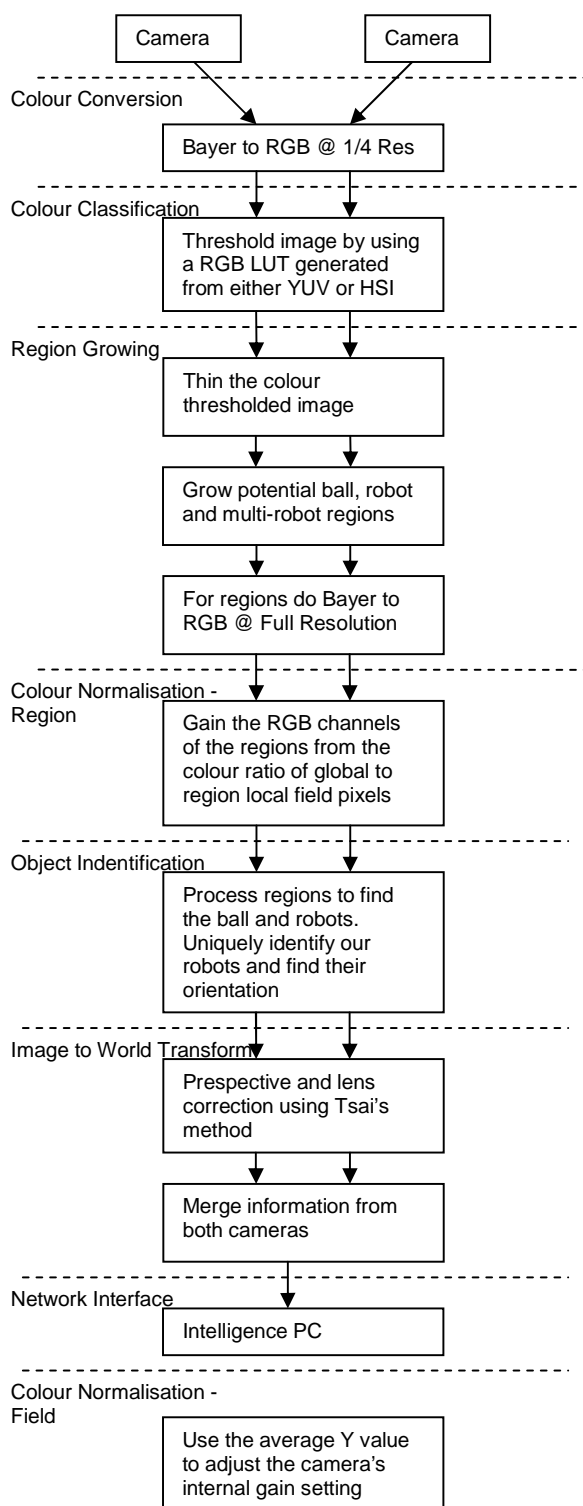 Camera
Camera
Colour Conversion
Bayer to RGB @ 1/4 Res
Colour Classification
Threshold image by using
a RGB LUT generated
from either YUV or HSI
Region Growing
Thin the colour
thresholded image
Grow potential ball, robot
and multi-robot regions
For regions do Bayer to
RGB @ Full Resolution
Colour Normalisation -
Region
Gain the RGB channels
of the regions from the
colour ratio of global to
region local field pixels
Object Indentification
Process regions to find
the ball and robots.
Uniquely identify our
robots and find their
orientation
Image to World Transform
Prespective and lens
correction using Tsai's
method
Merge information from
both cameras
Network Interface
Intelligence PC
Colour Normalisation -
Field
Use the average Y value
to adjust the camera's
internal gain setting